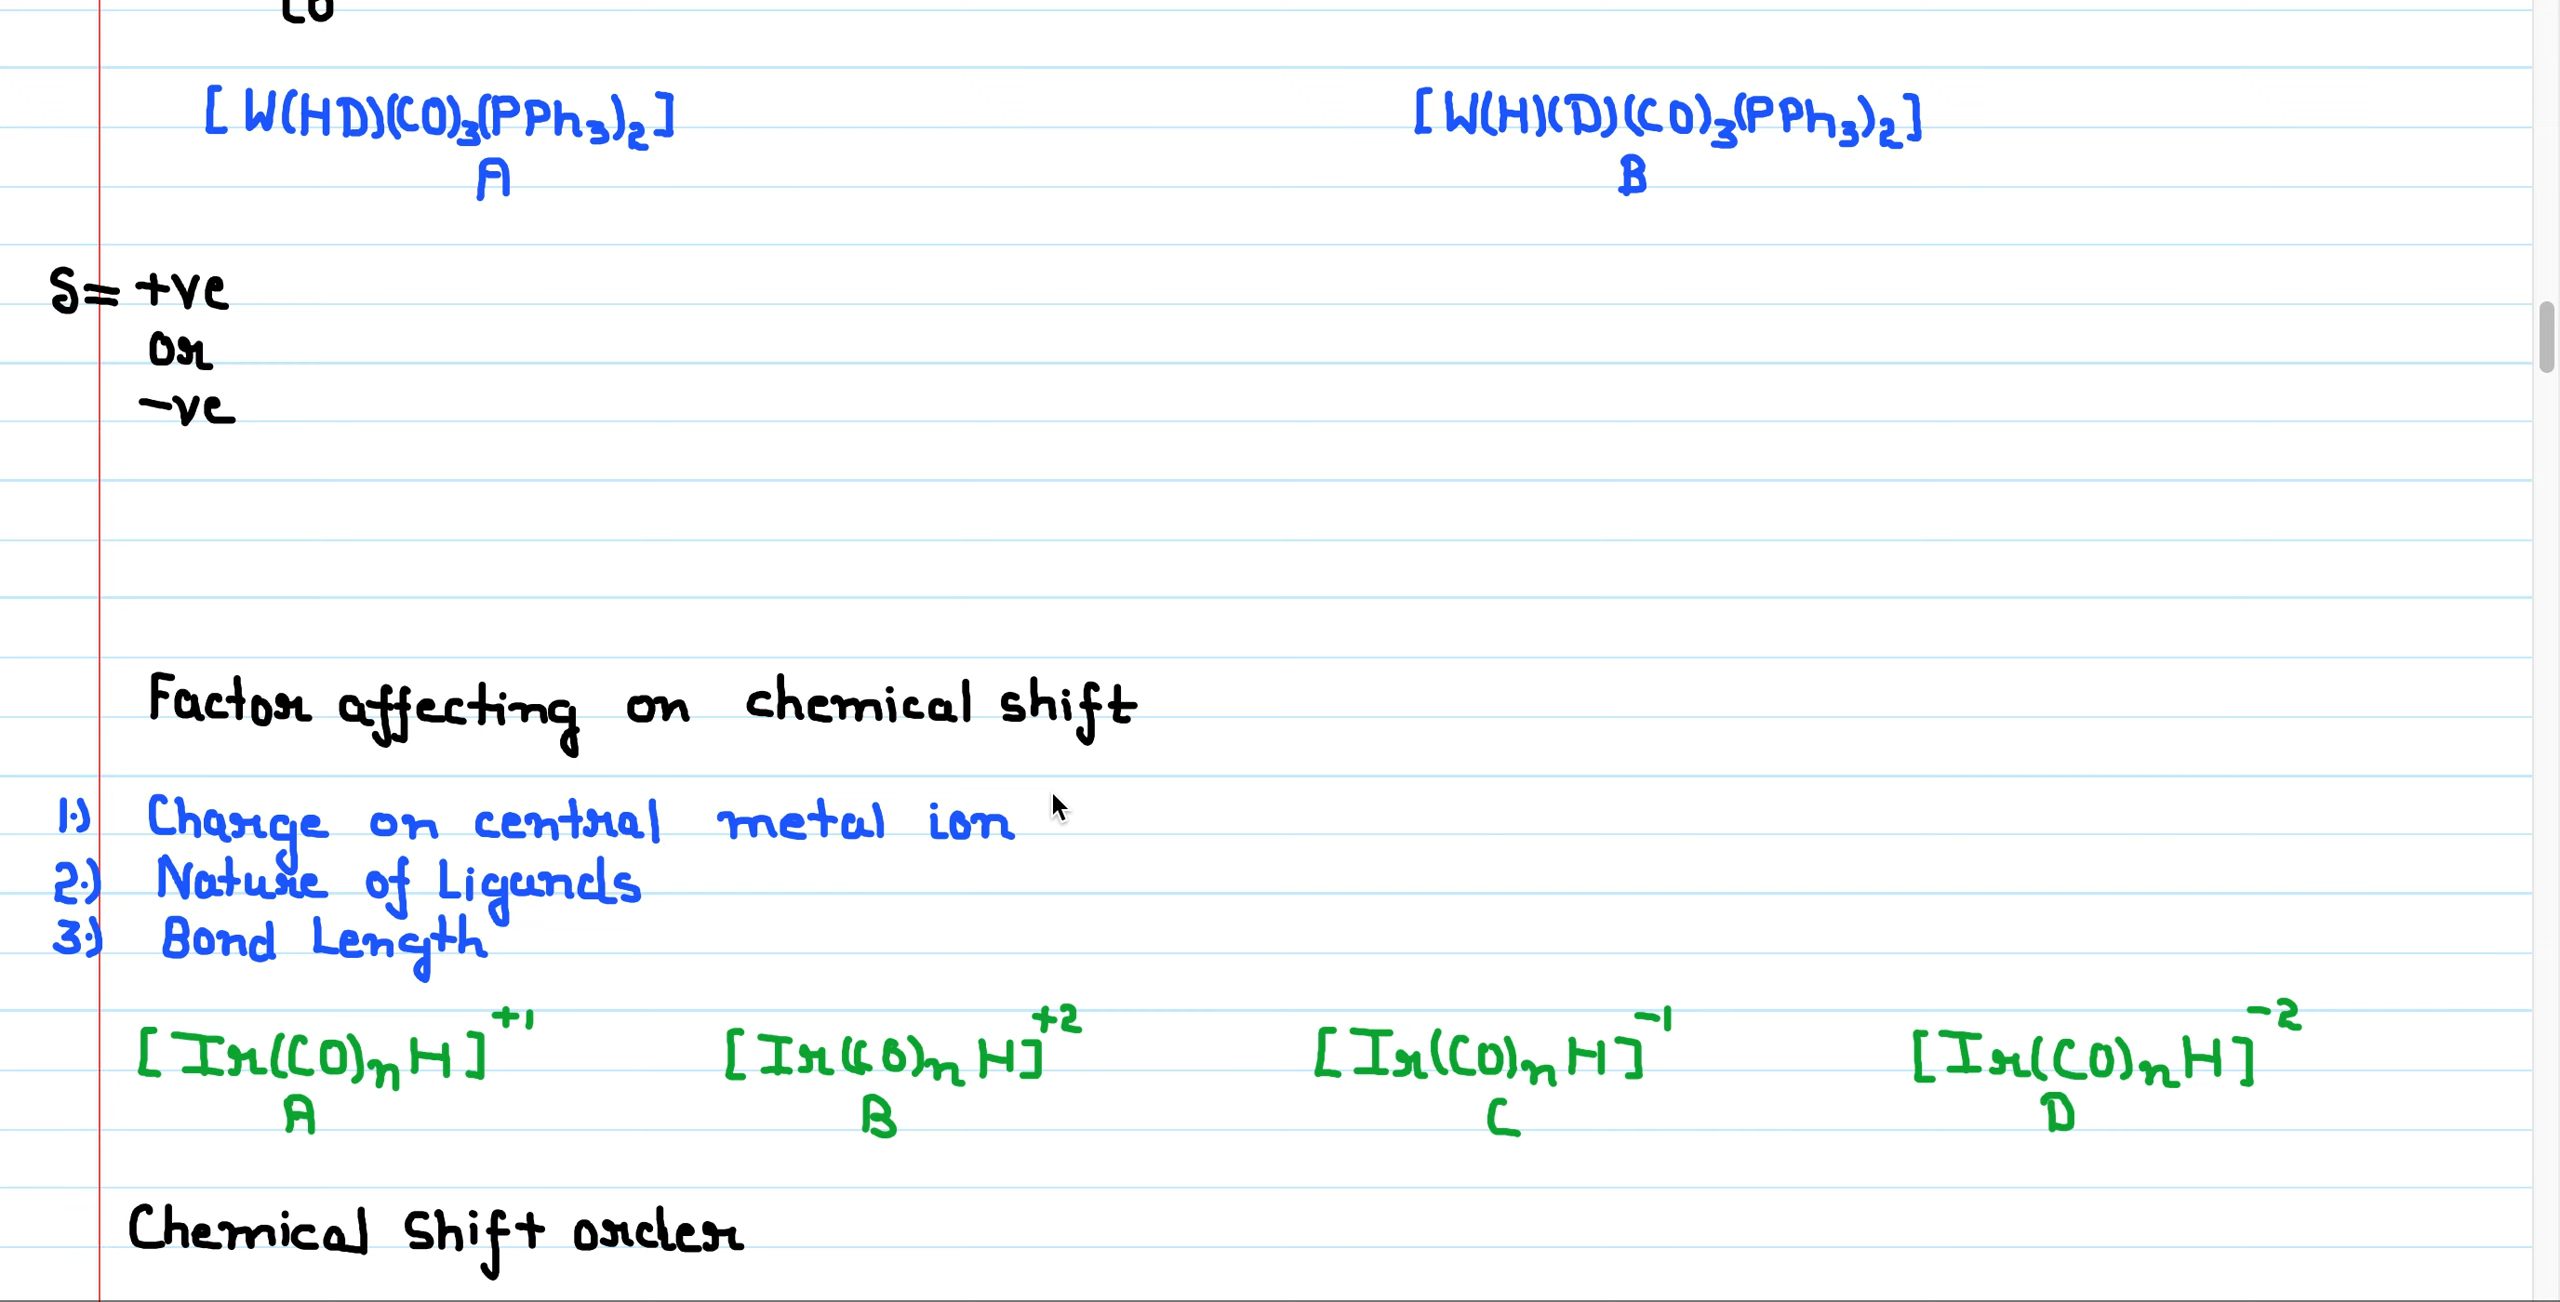 CO
[W(HD)(CO)₃(PPh₃)₂] [W(H)(D)(CO)₃(PPh₃)₂]
A B
δ= +ve
or
-ve
Factor affecting on chemical shift
1.) Charge on central metal ion
2.) Nature of Ligands
3.) Bond Length
[Ir(CO)ₙH]⁺¹ [Ir(CO)ₙH]⁺² [Ir(CO)ₙH]⁻¹ [Ir(CO)ₙH]⁻²
A B C D
Chemical Shift order